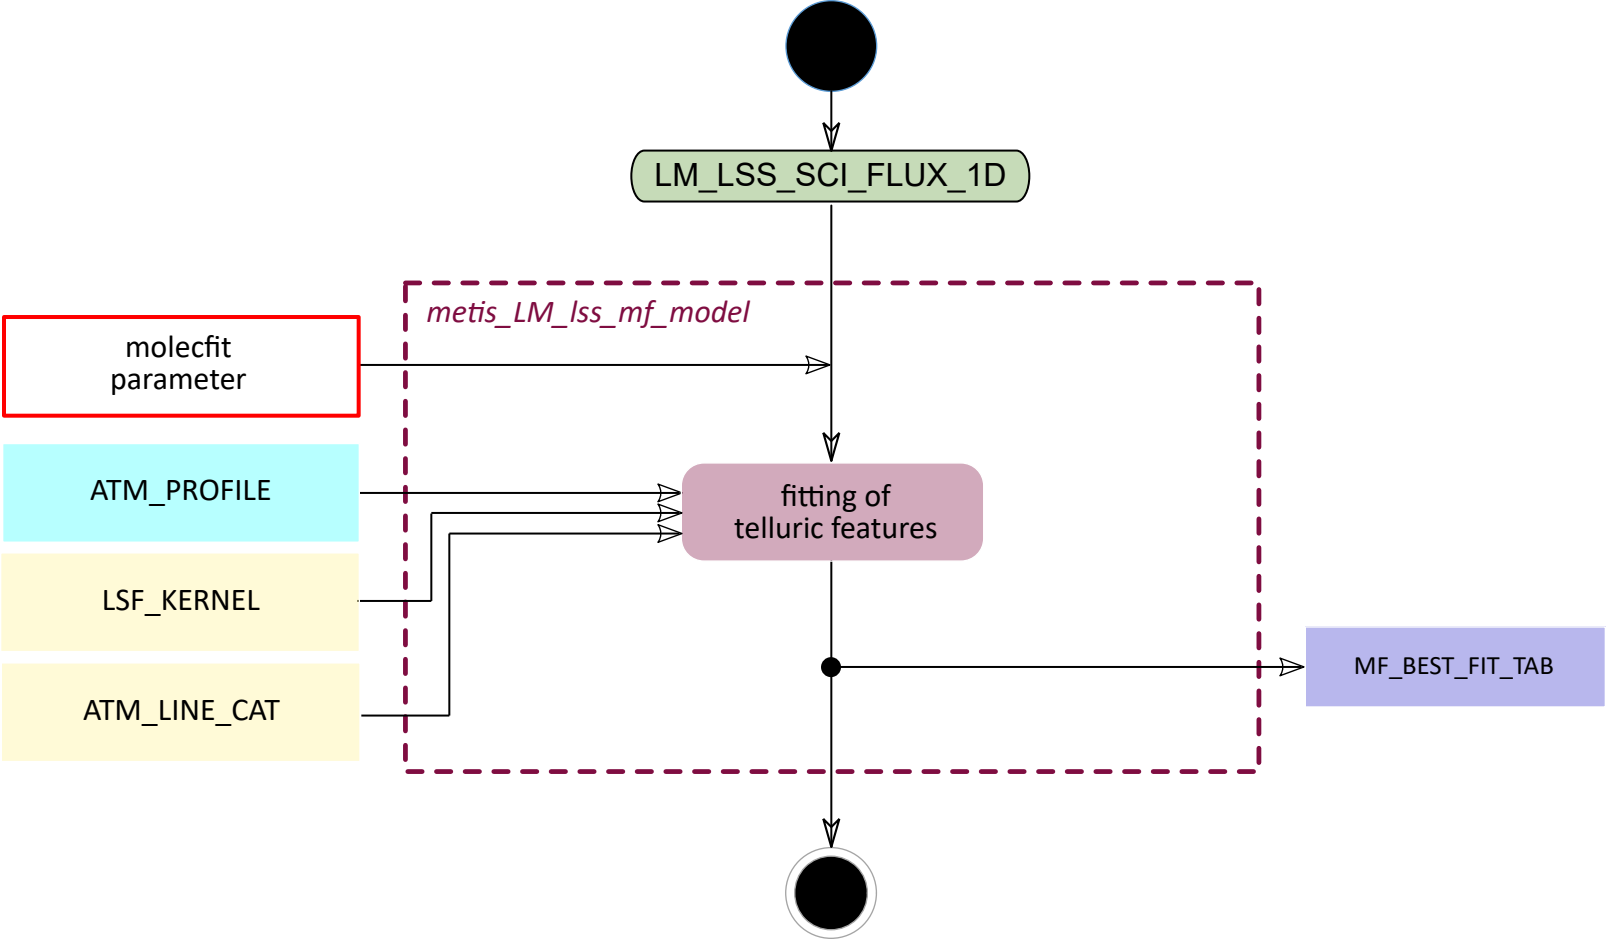 LM_LSS_SCI_FLUX_1D
metis_LM_lss_mf_model
molecfit
parameter
ATM_PROFILE
fitting of
telluric features
LSF_KERNEL
MF_BEST_FIT_TAB
ATM_LINE_CAT